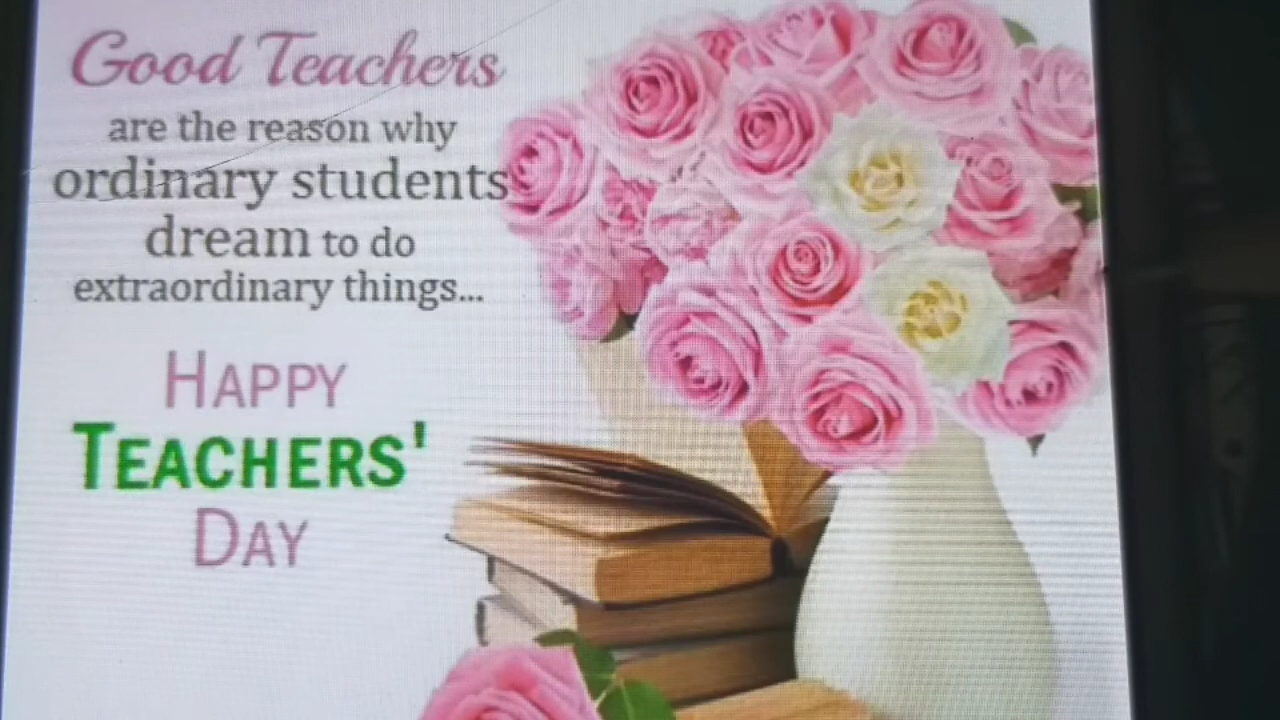 Good Teachers
are the reason why
ordinary students
dream to do
extraordinary things...
HAPPY
TEACHERS'
DAY